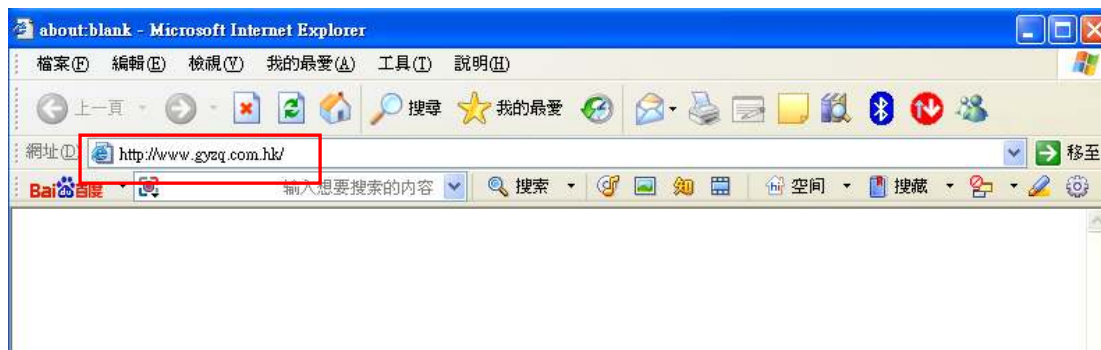 about:blank - Microsoft Internet Explorer
檔案(F) 編輯(E) 檢視(V) 我的最愛(A) 工具(T) 說明(H)
上一頁 搜尋 我的最愛
網址(D) http://www.gyzq.com.hk/ 移至
Bai百度 输入想要搜索的内容 搜索 空间 搜藏